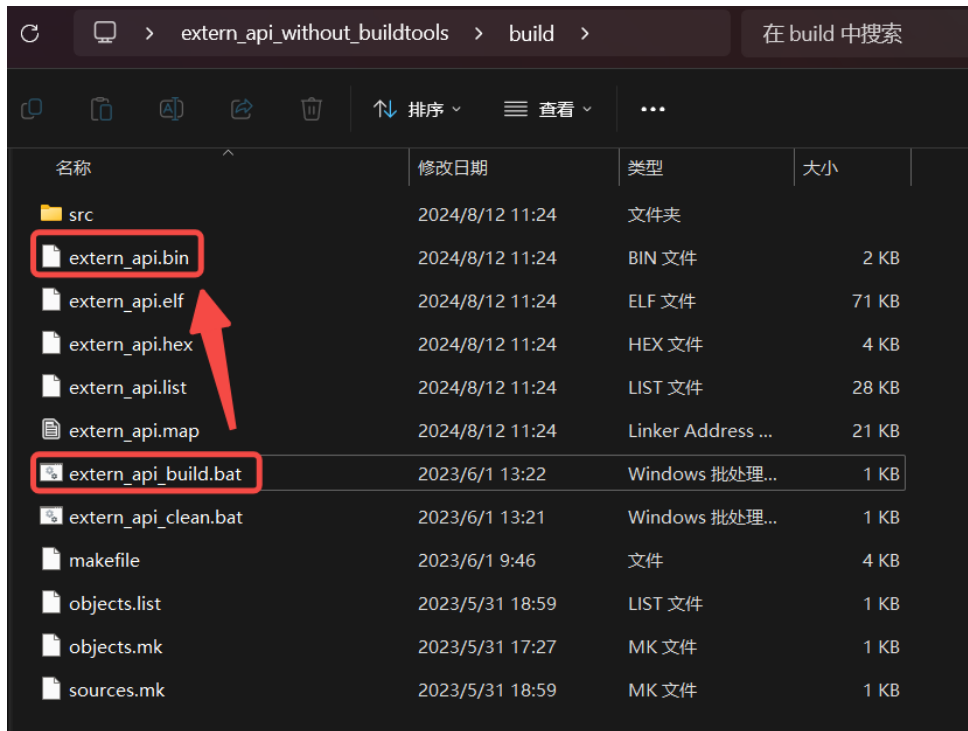 extern_api_without_buildtools > build > 在 build 中搜索
排序 查看 •••
名称 修改日期 类型 大小
src 2024/8/12 11:24 文件夹
extern_api.bin 2024/8/12 11:24 BIN 文件 2 KB
extern_api.elf 2024/8/12 11:24 ELF 文件 71 KB
extern_api.hex 2024/8/12 11:24 HEX 文件 4 KB
extern_api.list 2024/8/12 11:24 LIST 文件 28 KB
extern_api.map 2024/8/12 11:24 Linker Address ... 21 KB
extern_api_build.bat 2023/6/1 13:22 Windows 批处理... 1 KB
extern_api_clean.bat 2023/6/1 13:21 Windows 批处理... 1 KB
makefile 2023/6/1 9:46 文件 4 KB
objects.list 2023/5/31 18:59 LIST 文件 1 KB
objects.mk 2023/5/31 17:27 MK 文件 1 KB
sources.mk 2023/5/31 18:59 MK 文件 1 KB